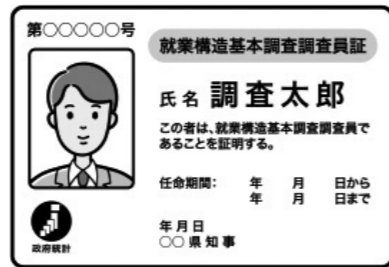 第○○○○○号
就業構造基本調査調査員証
氏名 調査太郎
この者は、就業構造基本調査調査員で
あることを証明する。
任命期間： 年 月 日から
年 月 日まで
年月日
○○県知事
政府統計